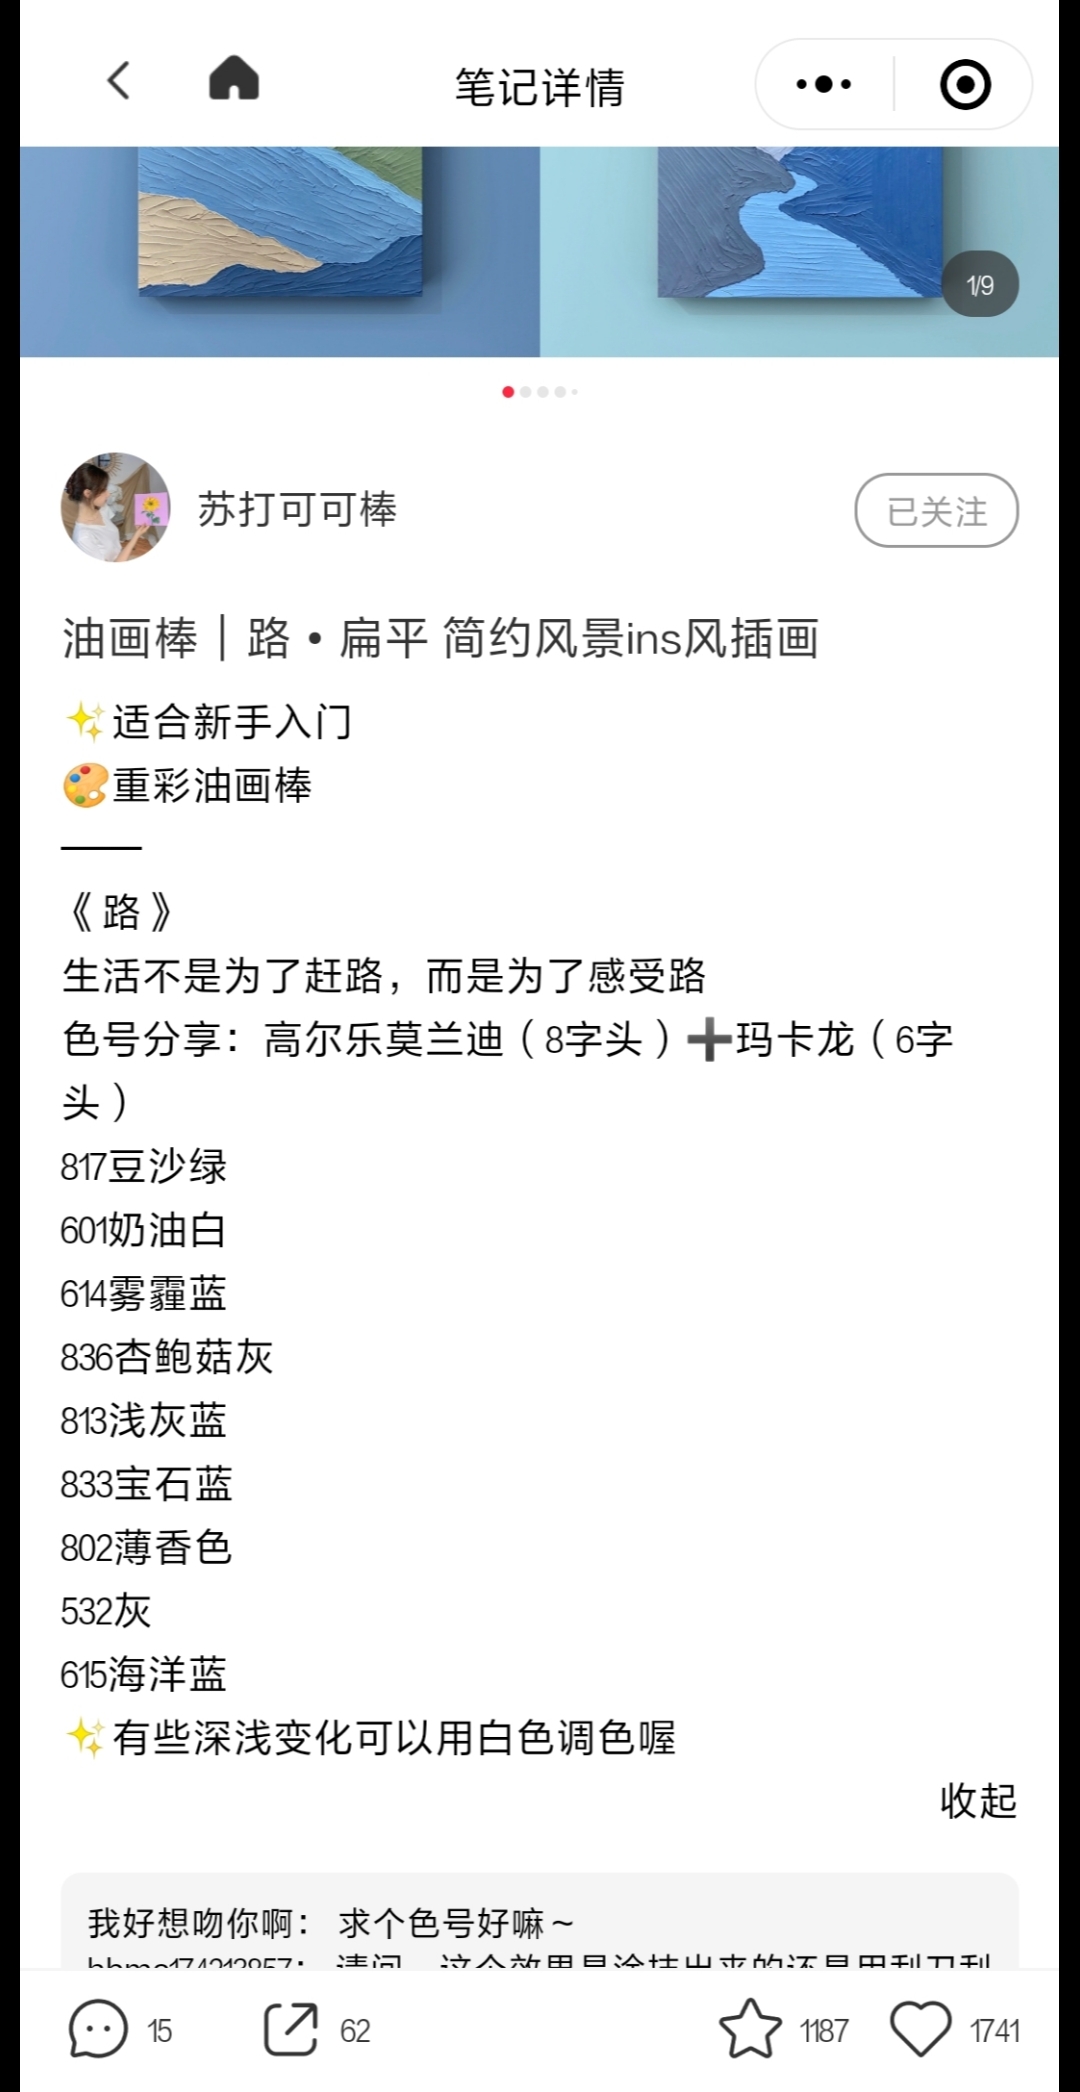 笔记详情
1/9
苏打可可棒
已关注
油画棒｜路•扁平 简约风景ins风插画
✨适合新手入门
🎨重彩油画棒
——
《路》
生活不是为了赶路，而是为了感受路
色号分享：高尔乐莫兰迪（8字头）➕玛卡龙（6字
头）
817豆沙绿
601奶油白
614雾霾蓝
836杏鲍菇灰
813浅灰蓝
833宝石蓝
802薄香色
532灰
615海洋蓝
✨有些深浅变化可以用白色调色喔
收起
我好想吻你啊： 求个色号好嘛～
15
62
1187
1741